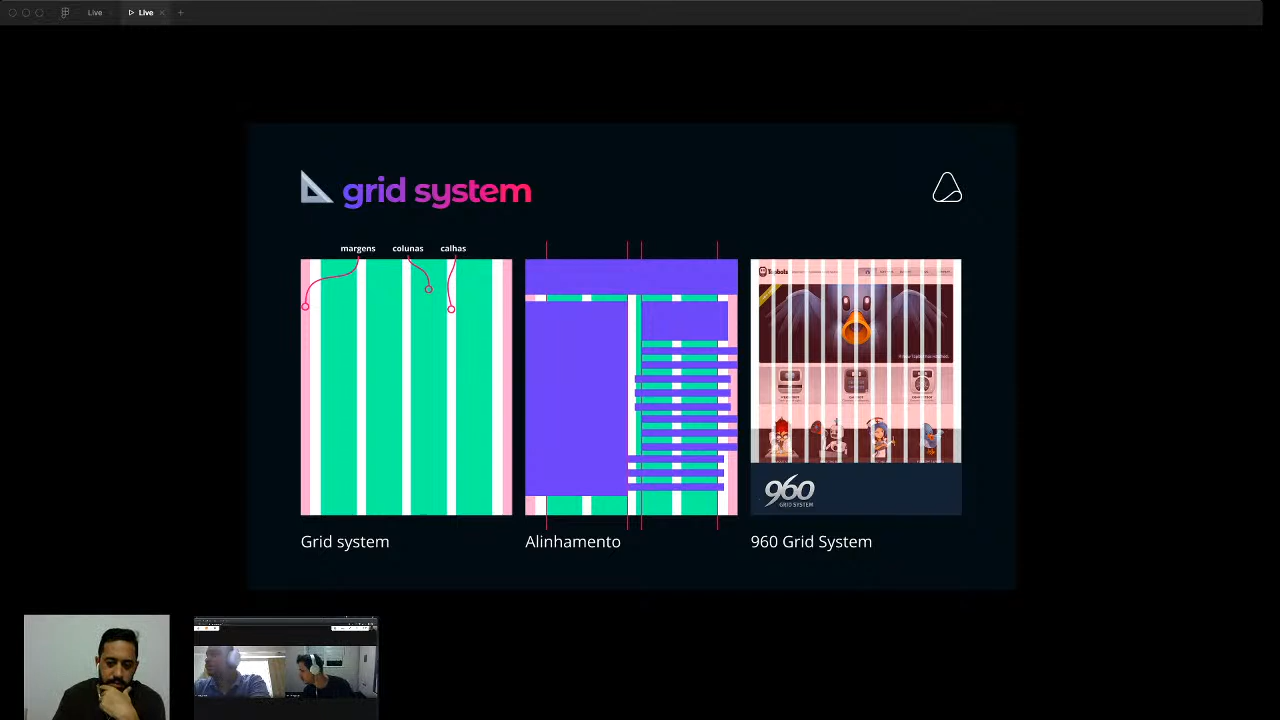 Live
Live
grid system
margens
colunas
calhas
960
GRID SYSTEM
Grid system
Alinhamento
960 Grid System